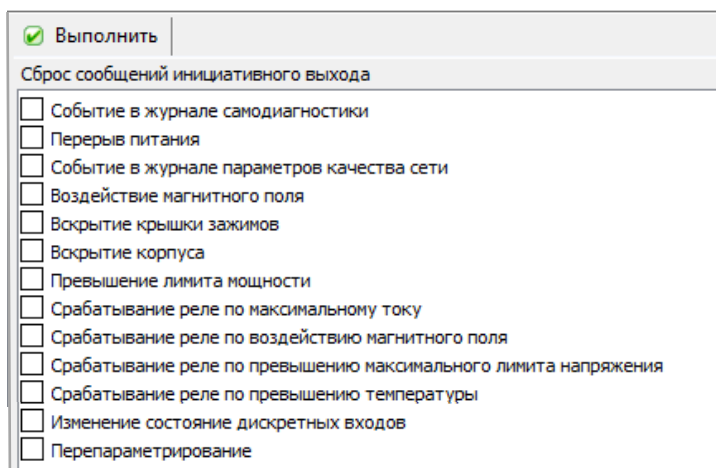 Выполнить
Сброс сообщений инициативного выхода
Событие в журнале самодиагностики
Перерыв питания
Событие в журнале параметров качества сети
Воздействие магнитного поля
Вскрытие крышки зажимов
Вскрытие корпуса
Превышение лимита мощности
Срабатывание реле по максимальному току
Срабатывание реле по воздействию магнитного поля
Срабатывание реле по превышению максимального лимита напряжения
Срабатывание реле по превышению температуры
Изменение состояние дискретных входов
Перепараметрирование